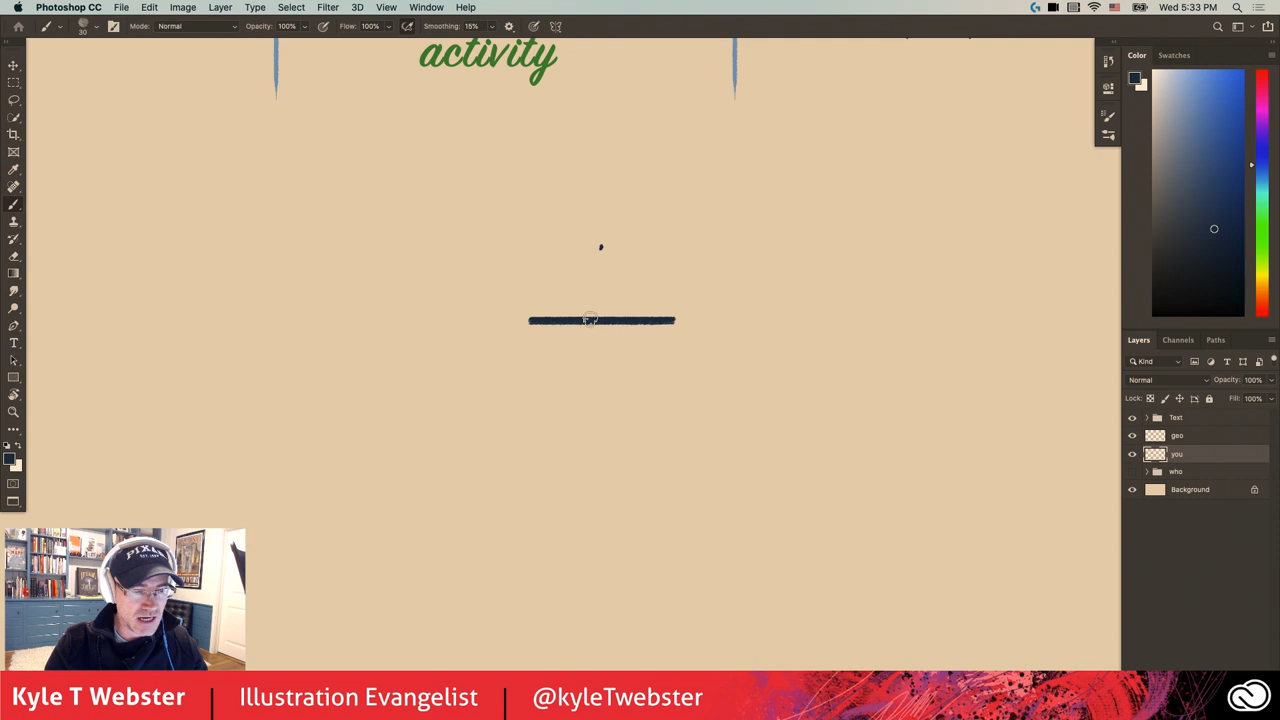 Photoshop CC File Edit Image Layer Type Select Filter 3D View Window Help Wed 5:33 PM
30 Mode: Normal Opacity: 100% Flow: 100% Smoothing: 15%
activity
Color Swatches
Layers Channels Paths
Kind
Normal Opacity: 100%
Lock: Fill: 100%
Text
geo
you
who
Background
T
PIXAR
Kyle T Webster | Illustration Evangelist | @kyleTwebster